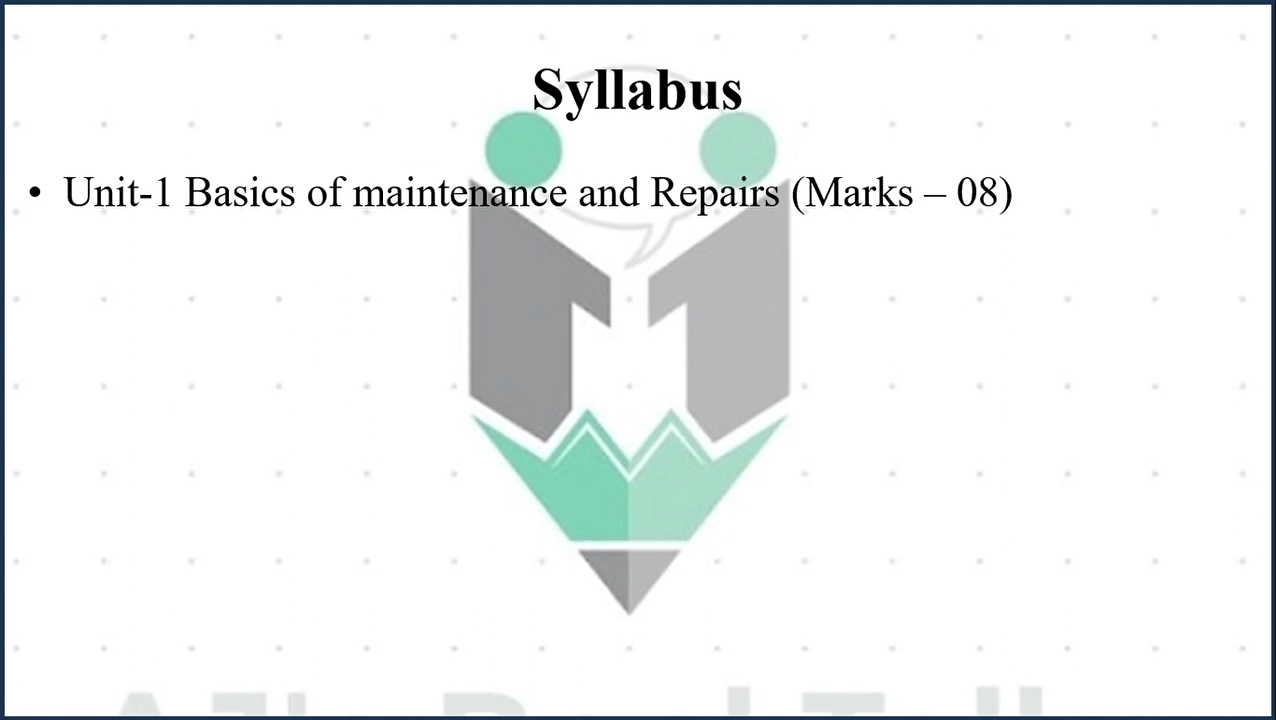 Syllabus
• Unit-1 Basics of maintenance and Repairs (Marks – 08)